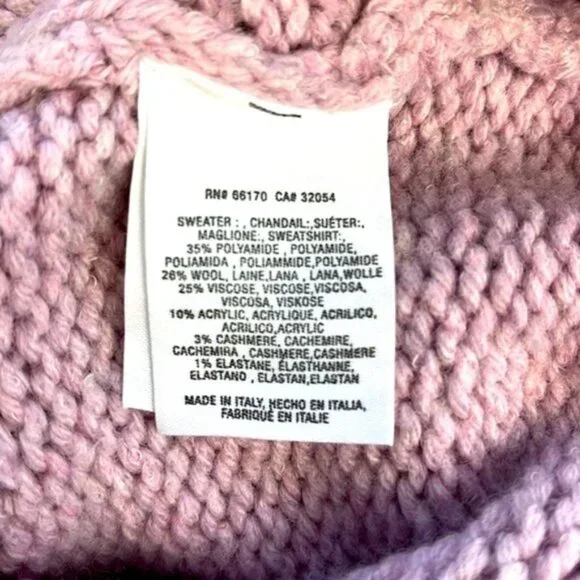 RN# 66170 CA# 32054
SWEATER : , CHANDAIL:,SUÉTER:,
MAGLIONE:, SWEATSHIRT:,
35% POLYAMIDE , POLYAMIDE,
POLIAMIDA , POLIAMMIDE,POLYAMIDE
26% WOOL, LAINE,LANA , LANA,WOLLE
25% VISCOSE, VISCOSE,VISCOSA,
VISCOSA, VISKOSE
10% ACRYLIC, ACRYLIQUE, ACRILICO,
ACRILICO,ACRYLIC
3% CASHMERE, CACHEMIRE,
CACHEMIRA , CASHMERE,CASHMERE
1% ELASTANE, ÉLASTHANNE,
ELASTANO , ELASTAN,ELASTAN
MADE IN ITALY, HECHO EN ITALIA,
FABRIQUÉ EN ITALIE